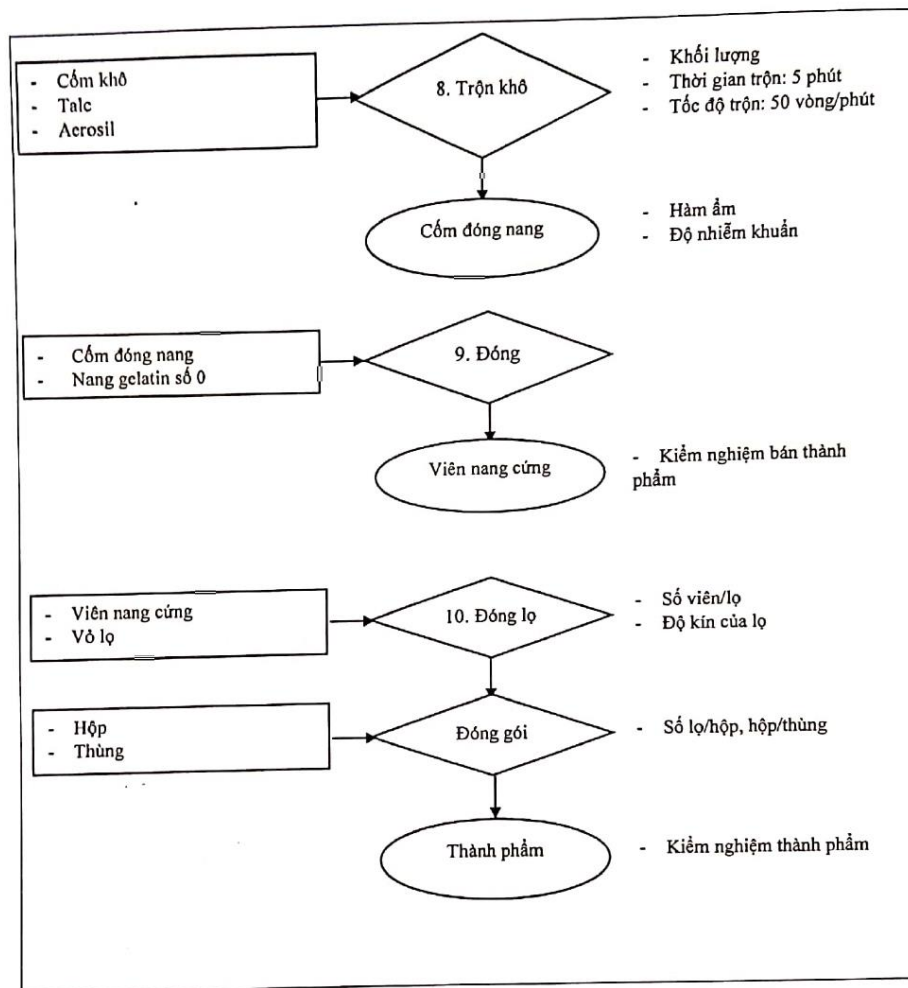 - Cốm khô
- Talc
- Aerosil
8. Trộn khô
- Khối lượng
- Thời gian trộn: 5 phút
- Tốc độ trộn: 50 vòng/phút
Cốm đóng nang
- Hàm ẩm
- Độ nhiễm khuẩn
- Cốm đóng nang
- Nang gelatin số 0
9. Đóng
Viên nang cứng
- Kiểm nghiệm bán thành
phẩm
- Viên nang cứng
- Vỏ lọ
10. Đóng lọ
- Số viên/lọ
- Độ kín của lọ
- Hộp
- Thùng
Đóng gói
- Số lọ/hộp, hộp/thùng
Thành phẩm
- Kiểm nghiệm thành phẩm